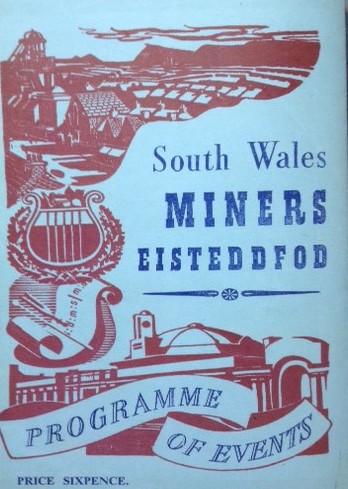 South Wales
MINERS
EISTEDDFOD
PROGRAMME
OF EVENTS
PRICE SIXPENCE.